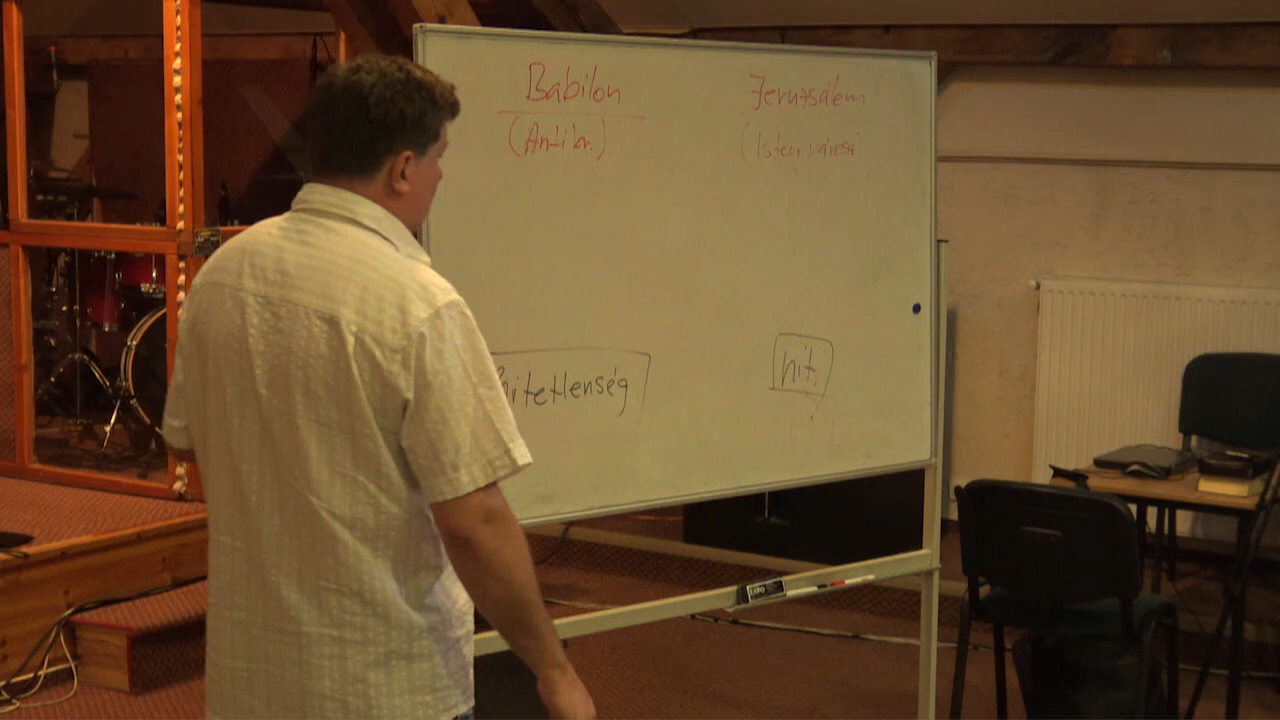 Babilon
Jeruzsálem
(Antikr.)
(Isten városa
hitetlenség
hit